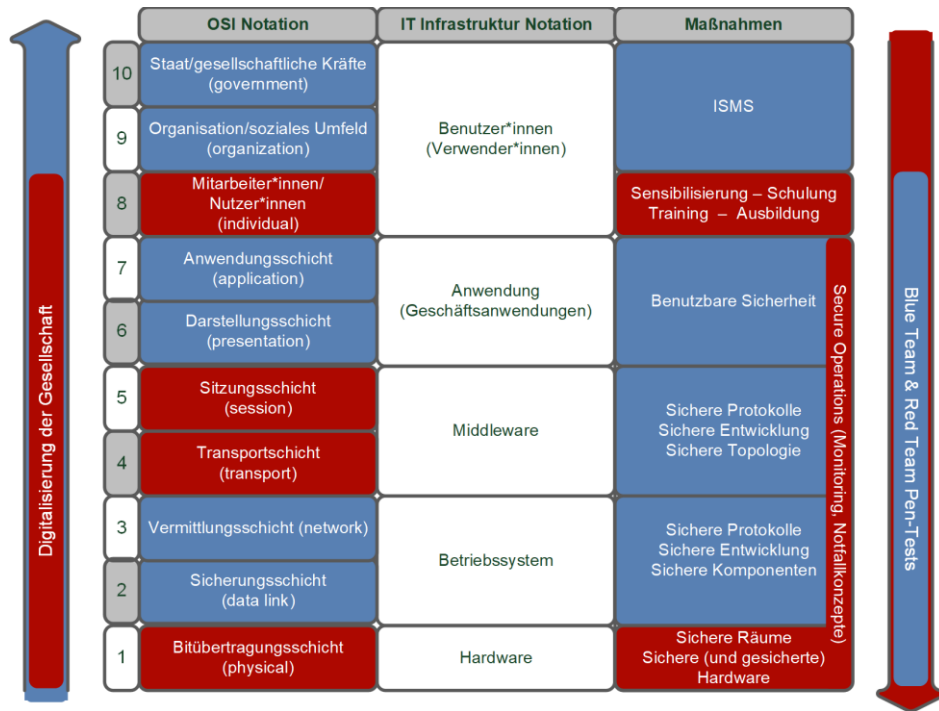 OSI Notation
IT Infrastruktur Notation
Maßnahmen
10
Staat/gesellschaftliche Kräfte
(government)
9
Organisation/soziales Umfeld
(organization)
Benutzer*innen
(Verwender*innen)
ISMS
8
Mitarbeiter*innen/
Nutzer*innen
(individual)
Sensibilisierung – Schulung
Training – Ausbildung
7
Anwendungsschicht
(application)
6
Darstellungsschicht
(presentation)
Anwendung
(Geschäftsanwendungen)
Benutzbare Sicherheit
5
Sitzungsschicht
(session)
4
Transportschicht
(transport)
Middleware
Sichere Protokolle
Sichere Entwicklung
Sichere Topologie
3
Vermittlungsschicht (network)
2
Sicherungsschicht
(data link)
Betriebssystem
Sichere Protokolle
Sichere Entwicklung
Sichere Komponenten
1
Bitübertragungsschicht
(physical)
Hardware
Sichere Räume
Sichere (und gesicherte)
Hardware
Digitalisierung der Gesellschaft
Secure Operations (Monitoring, Notfallkonzepte)
Blue Team & Red Team Pen-Tests